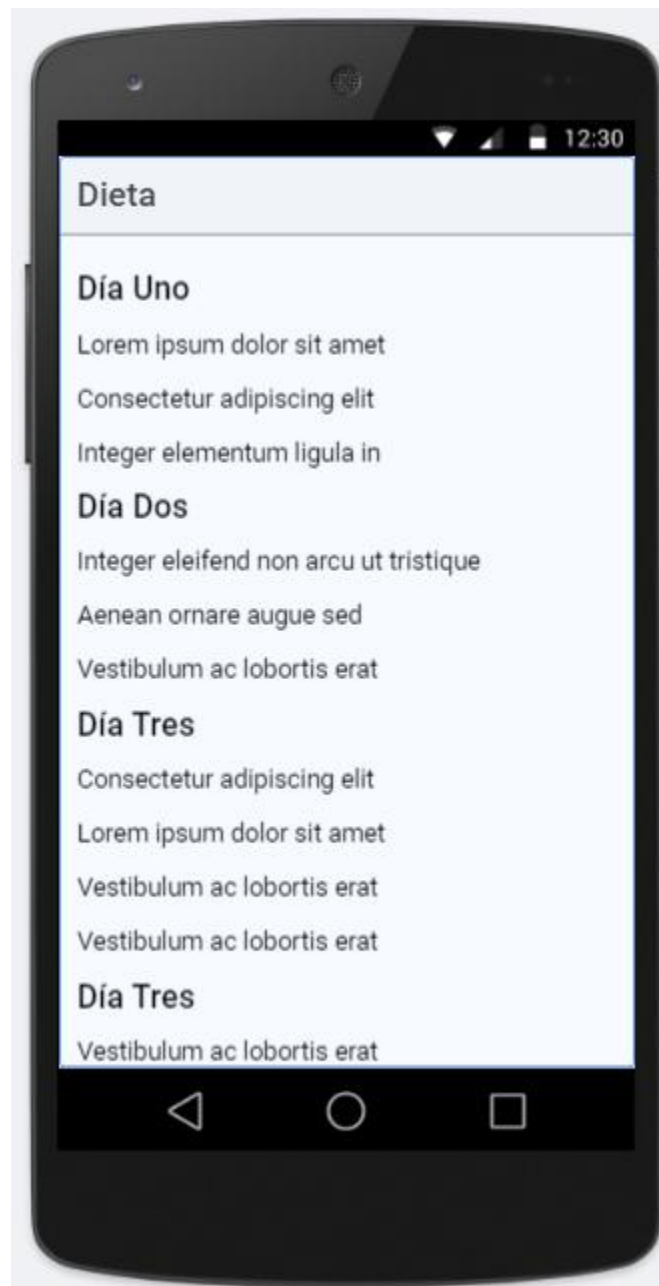 12:30
Dieta
Día Uno
Lorem ipsum dolor sit amet
Consectetur adipiscing elit
Integer elementum ligula in
Día Dos
Integer eleifend non arcu ut tristique
Aenean ornare augue sed
Vestibulum ac lobortis erat
Día Tres
Consectetur adipiscing elit
Lorem ipsum dolor sit amet
Vestibulum ac lobortis erat
Vestibulum ac lobortis erat
Día Tres
Vestibulum ac lobortis erat